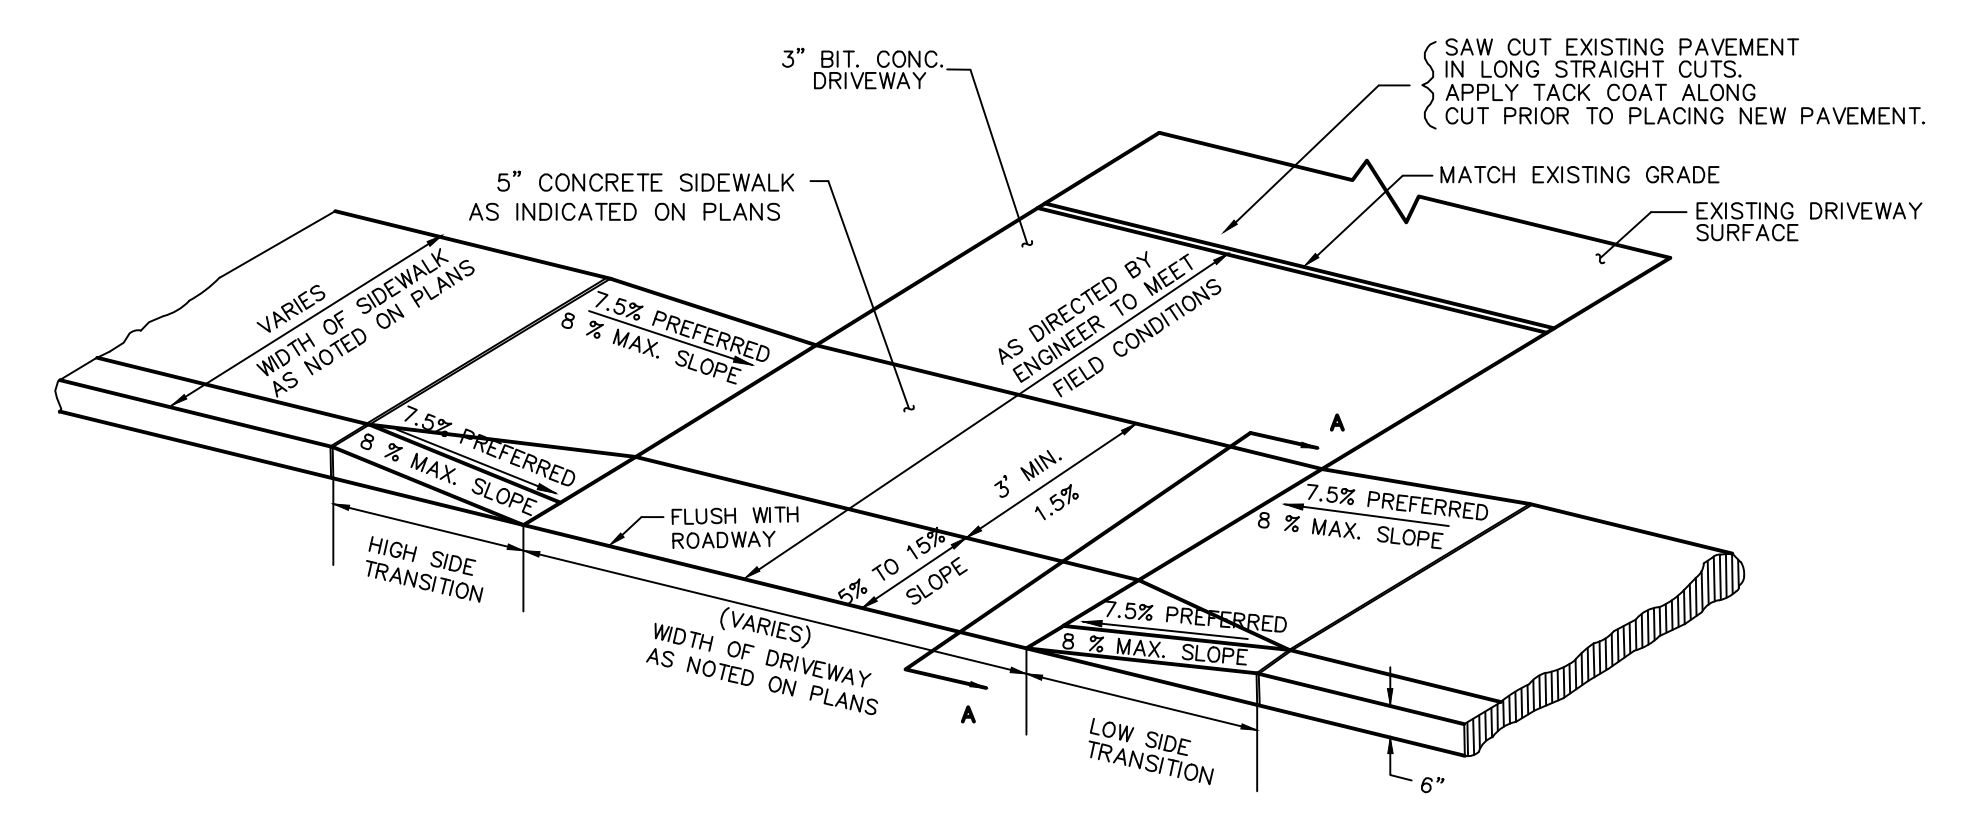 3” BIT. CONC.
DRIVEWAY
SAW CUT EXISTING PAVEMENT
IN LONG STRAIGHT CUTS.
APPLY TACK COAT ALONG
CUT PRIOR TO PLACING NEW PAVEMENT.
MATCH EXISTING GRADE
EXISTING DRIVEWAY
SURFACE
5” CONCRETE SIDEWALK
AS INDICATED ON PLANS
VARIES
WIDTH OF SIDEWALK
AS NOTED ON PLANS
7.5% PREFERRED
8 % MAX. SLOPE
AS DIRECTED BY
ENGINEER TO MEET
FIELD CONDITIONS
7.5% PREFERRED
8 % MAX. SLOPE
A
3' MIN.
1.5%
7.5% PREFERRED
8 % MAX. SLOPE
FLUSH WITH
ROADWAY
HIGH SIDE
TRANSITION
5% TO 15%
SLOPE
7.5% PREFERRED
8 % MAX. SLOPE
(VARIES)
WIDTH OF DRIVEWAY
AS NOTED ON PLANS
A
LOW SIDE
TRANSITION
6”